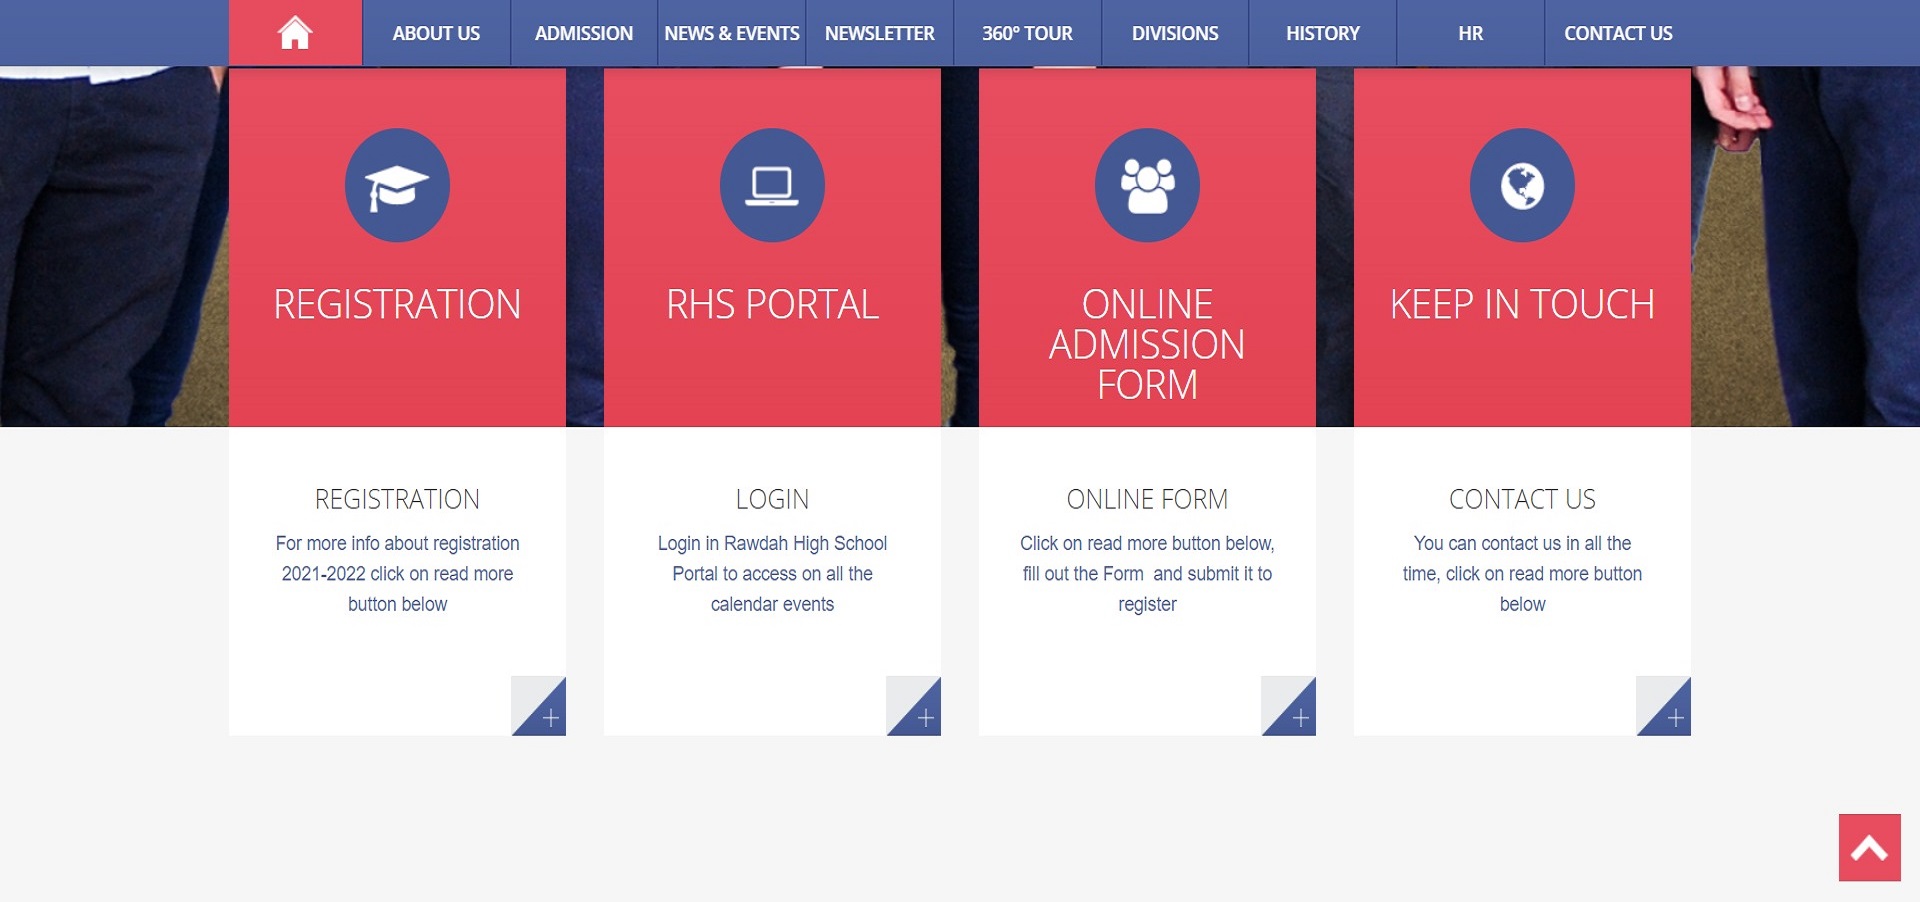 ABOUT US
ADMISSION
NEWS & EVENTS
NEWSLETTER
360° TOUR
DIVISIONS
HISTORY
HR
CONTACT US
REGISTRATION
RHS PORTAL
ONLINE
ADMISSION
FORM
KEEP IN TOUCH
REGISTRATION
For more info about registration
2021-2022 click on read more
button below
LOGIN
Login in Rawdah High School
Portal to access on all the
calendar events
ONLINE FORM
Click on read more button below,
fill out the Form  and submit it to
register
CONTACT US
You can contact us in all the
time, click on read more button
below